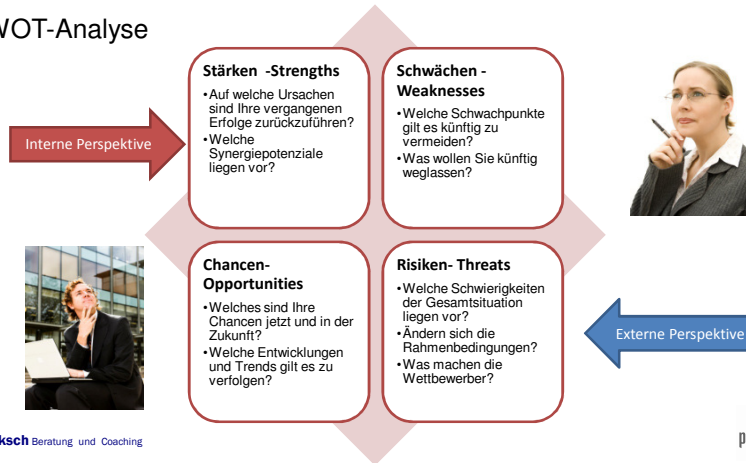 WOT-Analyse
Stärken -Strengths
•Auf welche Ursachen
sind Ihre vergangenen
Erfolge zurückzuführen?
•Welche
Synergiepotenziale
liegen vor?
Schwächen -
Weaknesses
•Welche Schwachpunkte
gilt es künftig zu
vermeiden?
•Was wollen Sie künftig
weglassen?
Interne Perspektive
Chancen-
Opportunities
•Welches sind Ihre
Chancen jetzt und in der
Zukunft?
•Welche Entwicklungen
und Trends gilt es zu
verfolgen?
Risiken- Threats
•Welche Schwierigkeiten
der Gesamtsituation
liegen vor?
•Ändern sich die
Rahmenbedingungen?
•Was machen die
Wettbewerber?
Externe Perspektive
ksch Beratung und Coaching
p